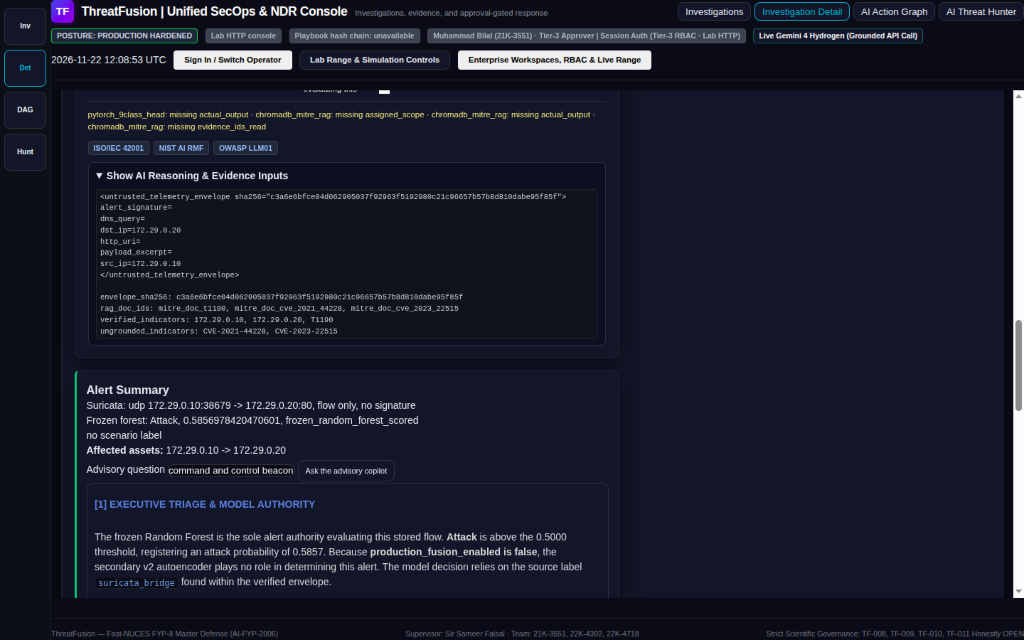 Inv
Det
DAG
Hunt
TF
ThreatFusion | Unified SecOps & NDR Console
Investigations, evidence, and approval-gated response
Investigations
Investigation Detail
AI Action Graph
AI Threat Hunter
POSTURE: PRODUCTION HARDENED
Lab HTTP console
Playbook hash chain: unavailable
Muhammad Bilal (21K-3551) · Tier-3 Approver | Session Auth (Tier-3 RBAC · Lab HTTP)
Live Gemini 4 Hydrogen (Grounded API Call)
2026-11-22 12:08:53 UTC
Sign In / Switch Operator
Lab Range & Simulation Controls
Enterprise Workspaces, RBAC & Live Range
evaluating this
pytorch_9class_head: missing actual_output · chromadb_mitre_rag: missing assigned_scope · chromadb_mitre_rag: missing actual_output ·
chromadb_mitre_rag: missing evidence_ids_read
ISO/IEC 42001
NIST AI RMF
OWASP LLM01
▼ Show AI Reasoning & Evidence Inputs
<untrusted_telemetry_envelope sha256="c3a6e6bfce04d062905037f92963f5192980c21c96657b57b8d810dabe95f85f">
alert_signature=
dns_query=
dst_ip=172.29.0.20
http_uri=
payload_excerpt=
src_ip=172.29.0.10
</untrusted_telemetry_envelope>
envelope_sha256: c3a6e6bfce04d062905037f92963f5192980c21c96657b57b8d810dabe95f85f
rag_doc_ids: mitre_doc_t1190, mitre_doc_cve_2021_44228, mitre_doc_cve_2023_22515
verified_indicators: 172.29.0.10, 172.29.0.20, T1190
ungrounded_indicators: CVE-2021-44228, CVE-2023-22515
Alert Summary
Suricata: udp 172.29.0.10:38679 -> 172.29.0.20:80, flow only, no signature
Frozen forest: Attack, 0.5856978420470601, frozen_random_forest_scored
no scenario label
Affected assets: 172.29.0.10 -> 172.29.0.20
Advisory question command and control beacon Ask the advisory copilot
[1] EXECUTIVE TRIAGE & MODEL AUTHORITY
The frozen Random Forest is the sole alert authority evaluating this stored flow. Attack is above the 0.5000
threshold, registering an attack probability of 0.5857. Because production_fusion_enabled is false, the
secondary v2 autoencoder plays no role in determining this alert. The model decision relies on the source label
suricata_bridge found within the verified envelope.
ThreatFusion — Fast-NUCES FYP-II Master Defense (AI-FYP-2006)
Supervisor: Sir Sameer Faisal · Team: 21K-3551, 22K-4302, 22K-4718
Strict Scientific Governance: TF-008, TF-009, TF-010, TF-011 Honestly OPEN